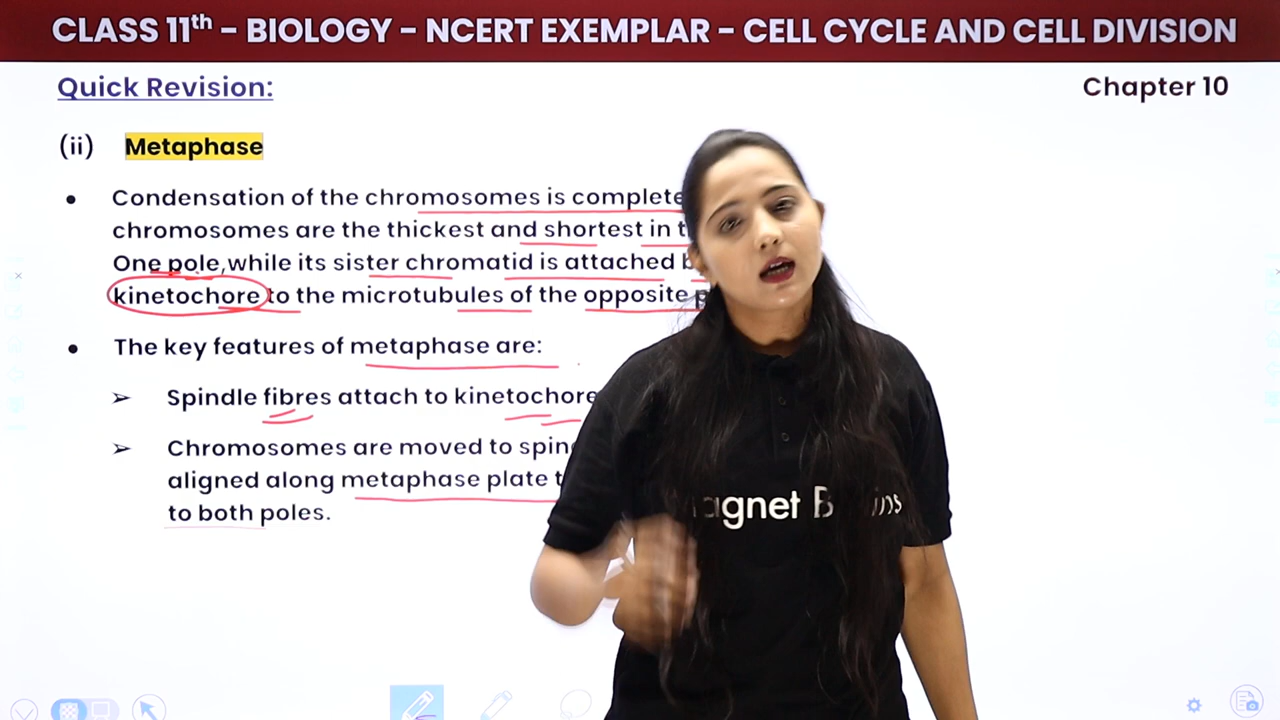 CLASS 11th – BIOLOGY – NCERT EXEMPLAR – CELL CYCLE AND CELL DIVISION
Quick Revision:
Chapter 10
(ii) Metaphase
• Condensation of the chromosomes is complete
chromosomes are the thickest and shortest in
One pole, while its sister chromatid is attached
kinetochore to the microtubules of the opposite
• The key features of metaphase are:
➢ Spindle fibres attach to kinetochore
➢ Chromosomes are moved to
aligned along metaphase plate
to both poles.
agnet B ins